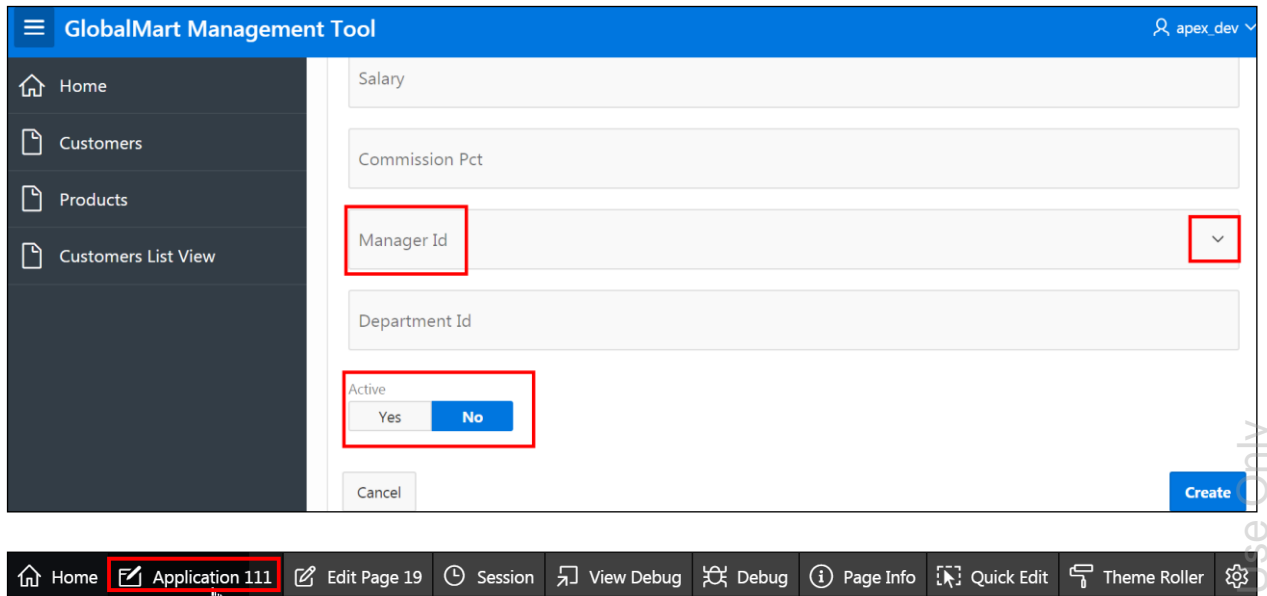 GlobalMart Management Tool
apex_dev
Home
Customers
Products
Customers List View
Salary
Commission Pct
Manager Id
Department Id
Active
Yes No
Cancel
Create
Use Only
Home Application 111 Edit Page 19 Session View Debug Debug Page Info Quick Edit Theme Roller